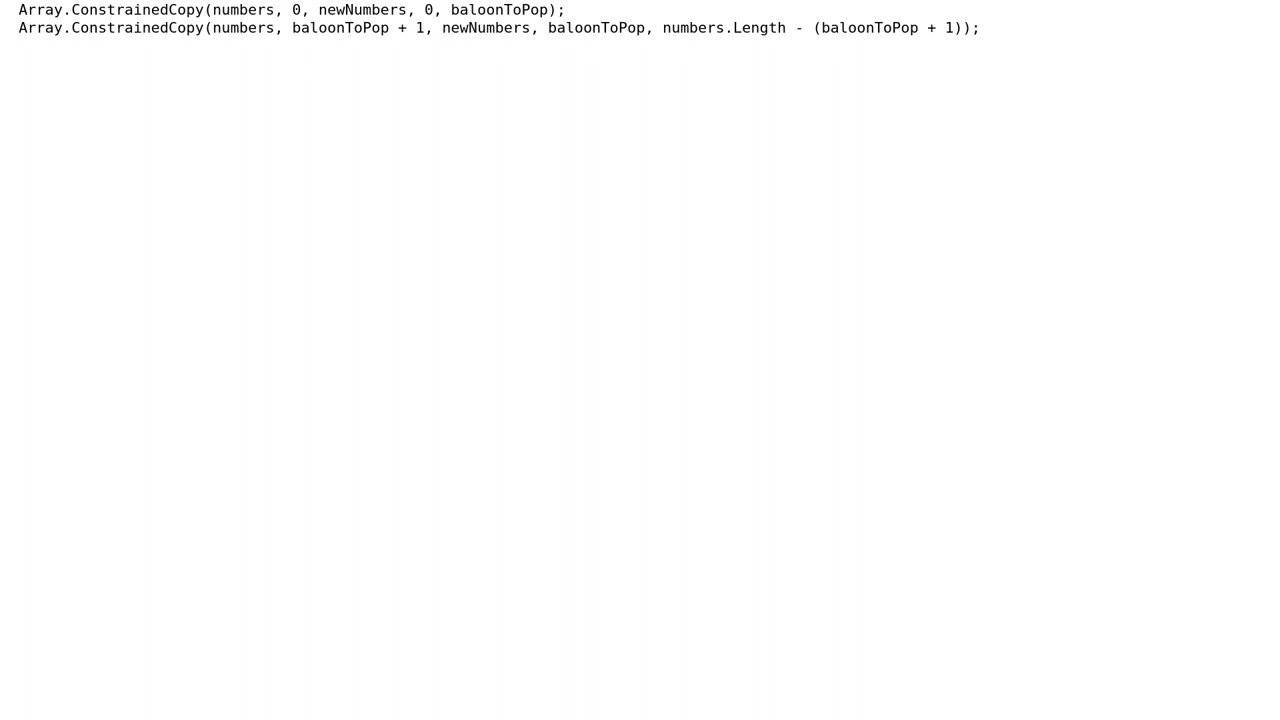 Array.ConstrainedCopy(numbers, 0, newNumbers, 0, baloonToPop);
Array.ConstrainedCopy(numbers, baloonToPop + 1, newNumbers, baloonToPop, numbers.Length - (baloonToPop + 1));